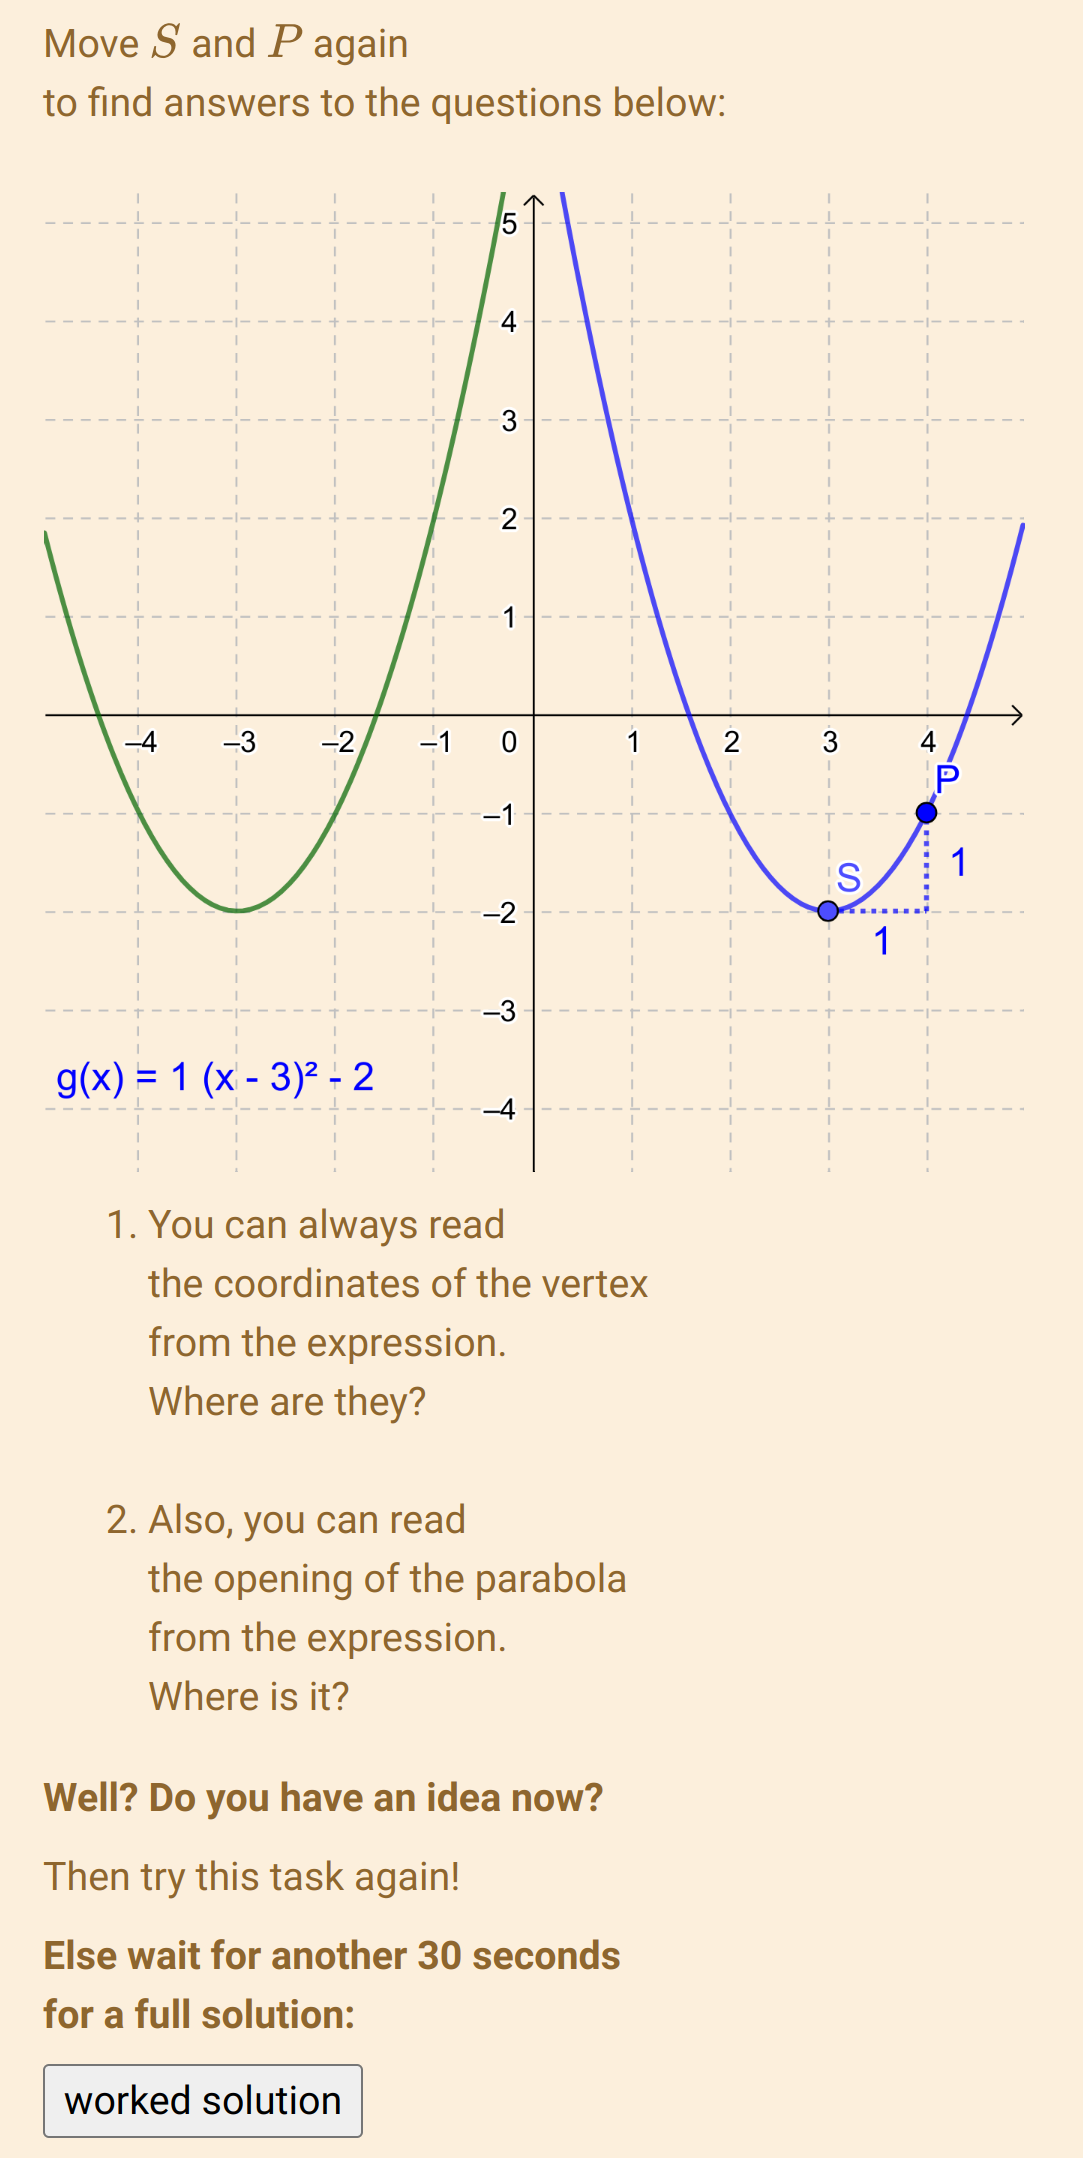 Move S and P again
to find answers to the questions below:
5
4
3
2
1
–4 –3 –2 –1 0 1 2 3 4
P
–1
1
S
–2
1
–3
g(x) = 1 (x - 3)² - 2
–4
1. You can always read
the coordinates of the vertex
from the expression.
Where are they?
2. Also, you can read
the opening of the parabola
from the expression.
Where is it?
Well? Do you have an idea now?
Then try this task again!
Else wait for another 30 seconds
for a full solution:
worked solution